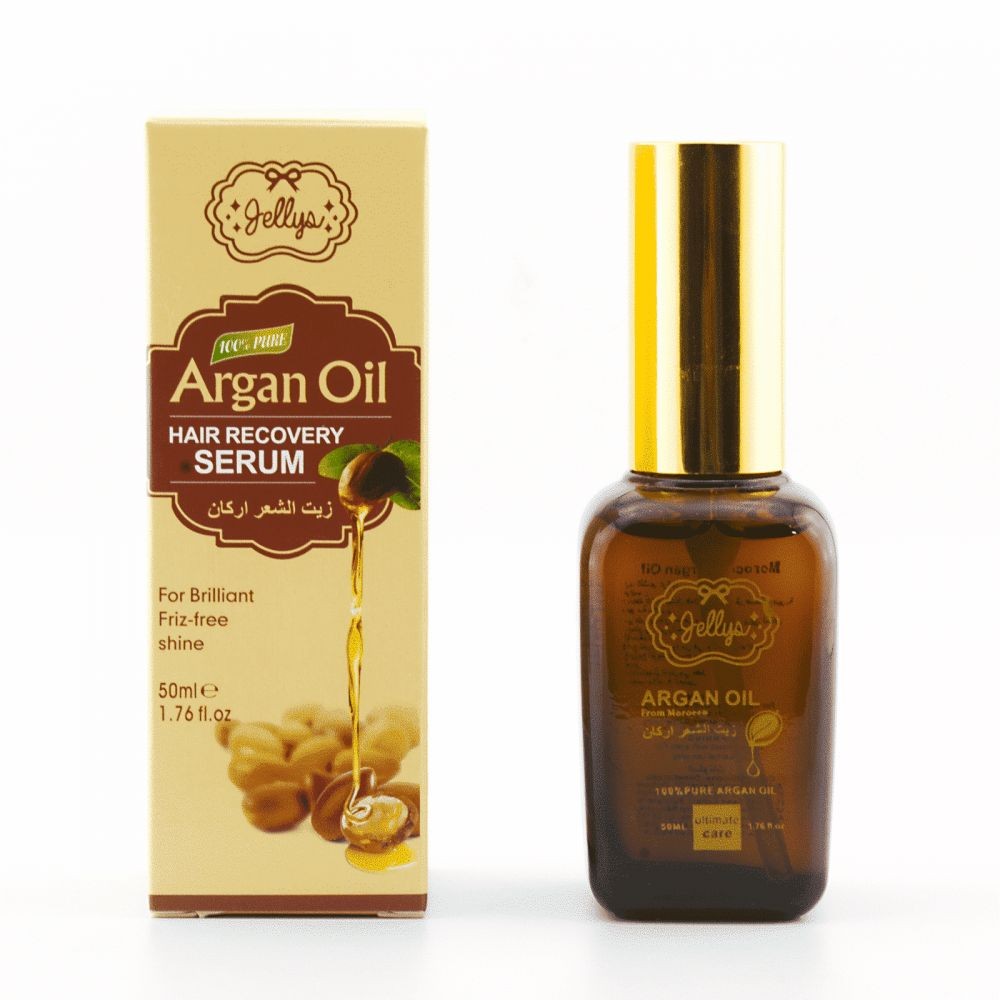 Jellys
100% PURE
Argan Oil
HAIR RECOVERY
SERUM
زيت الشعر اركان
For Brilliant
Friz-free
shine
50ml ℮
1.76 fl.oz
Jellys
ARGAN OIL
From Morocco
زيت الشعر اركان
100% PURE ARGAN OIL
50ML
ultimate
care
1.76 fl.oz